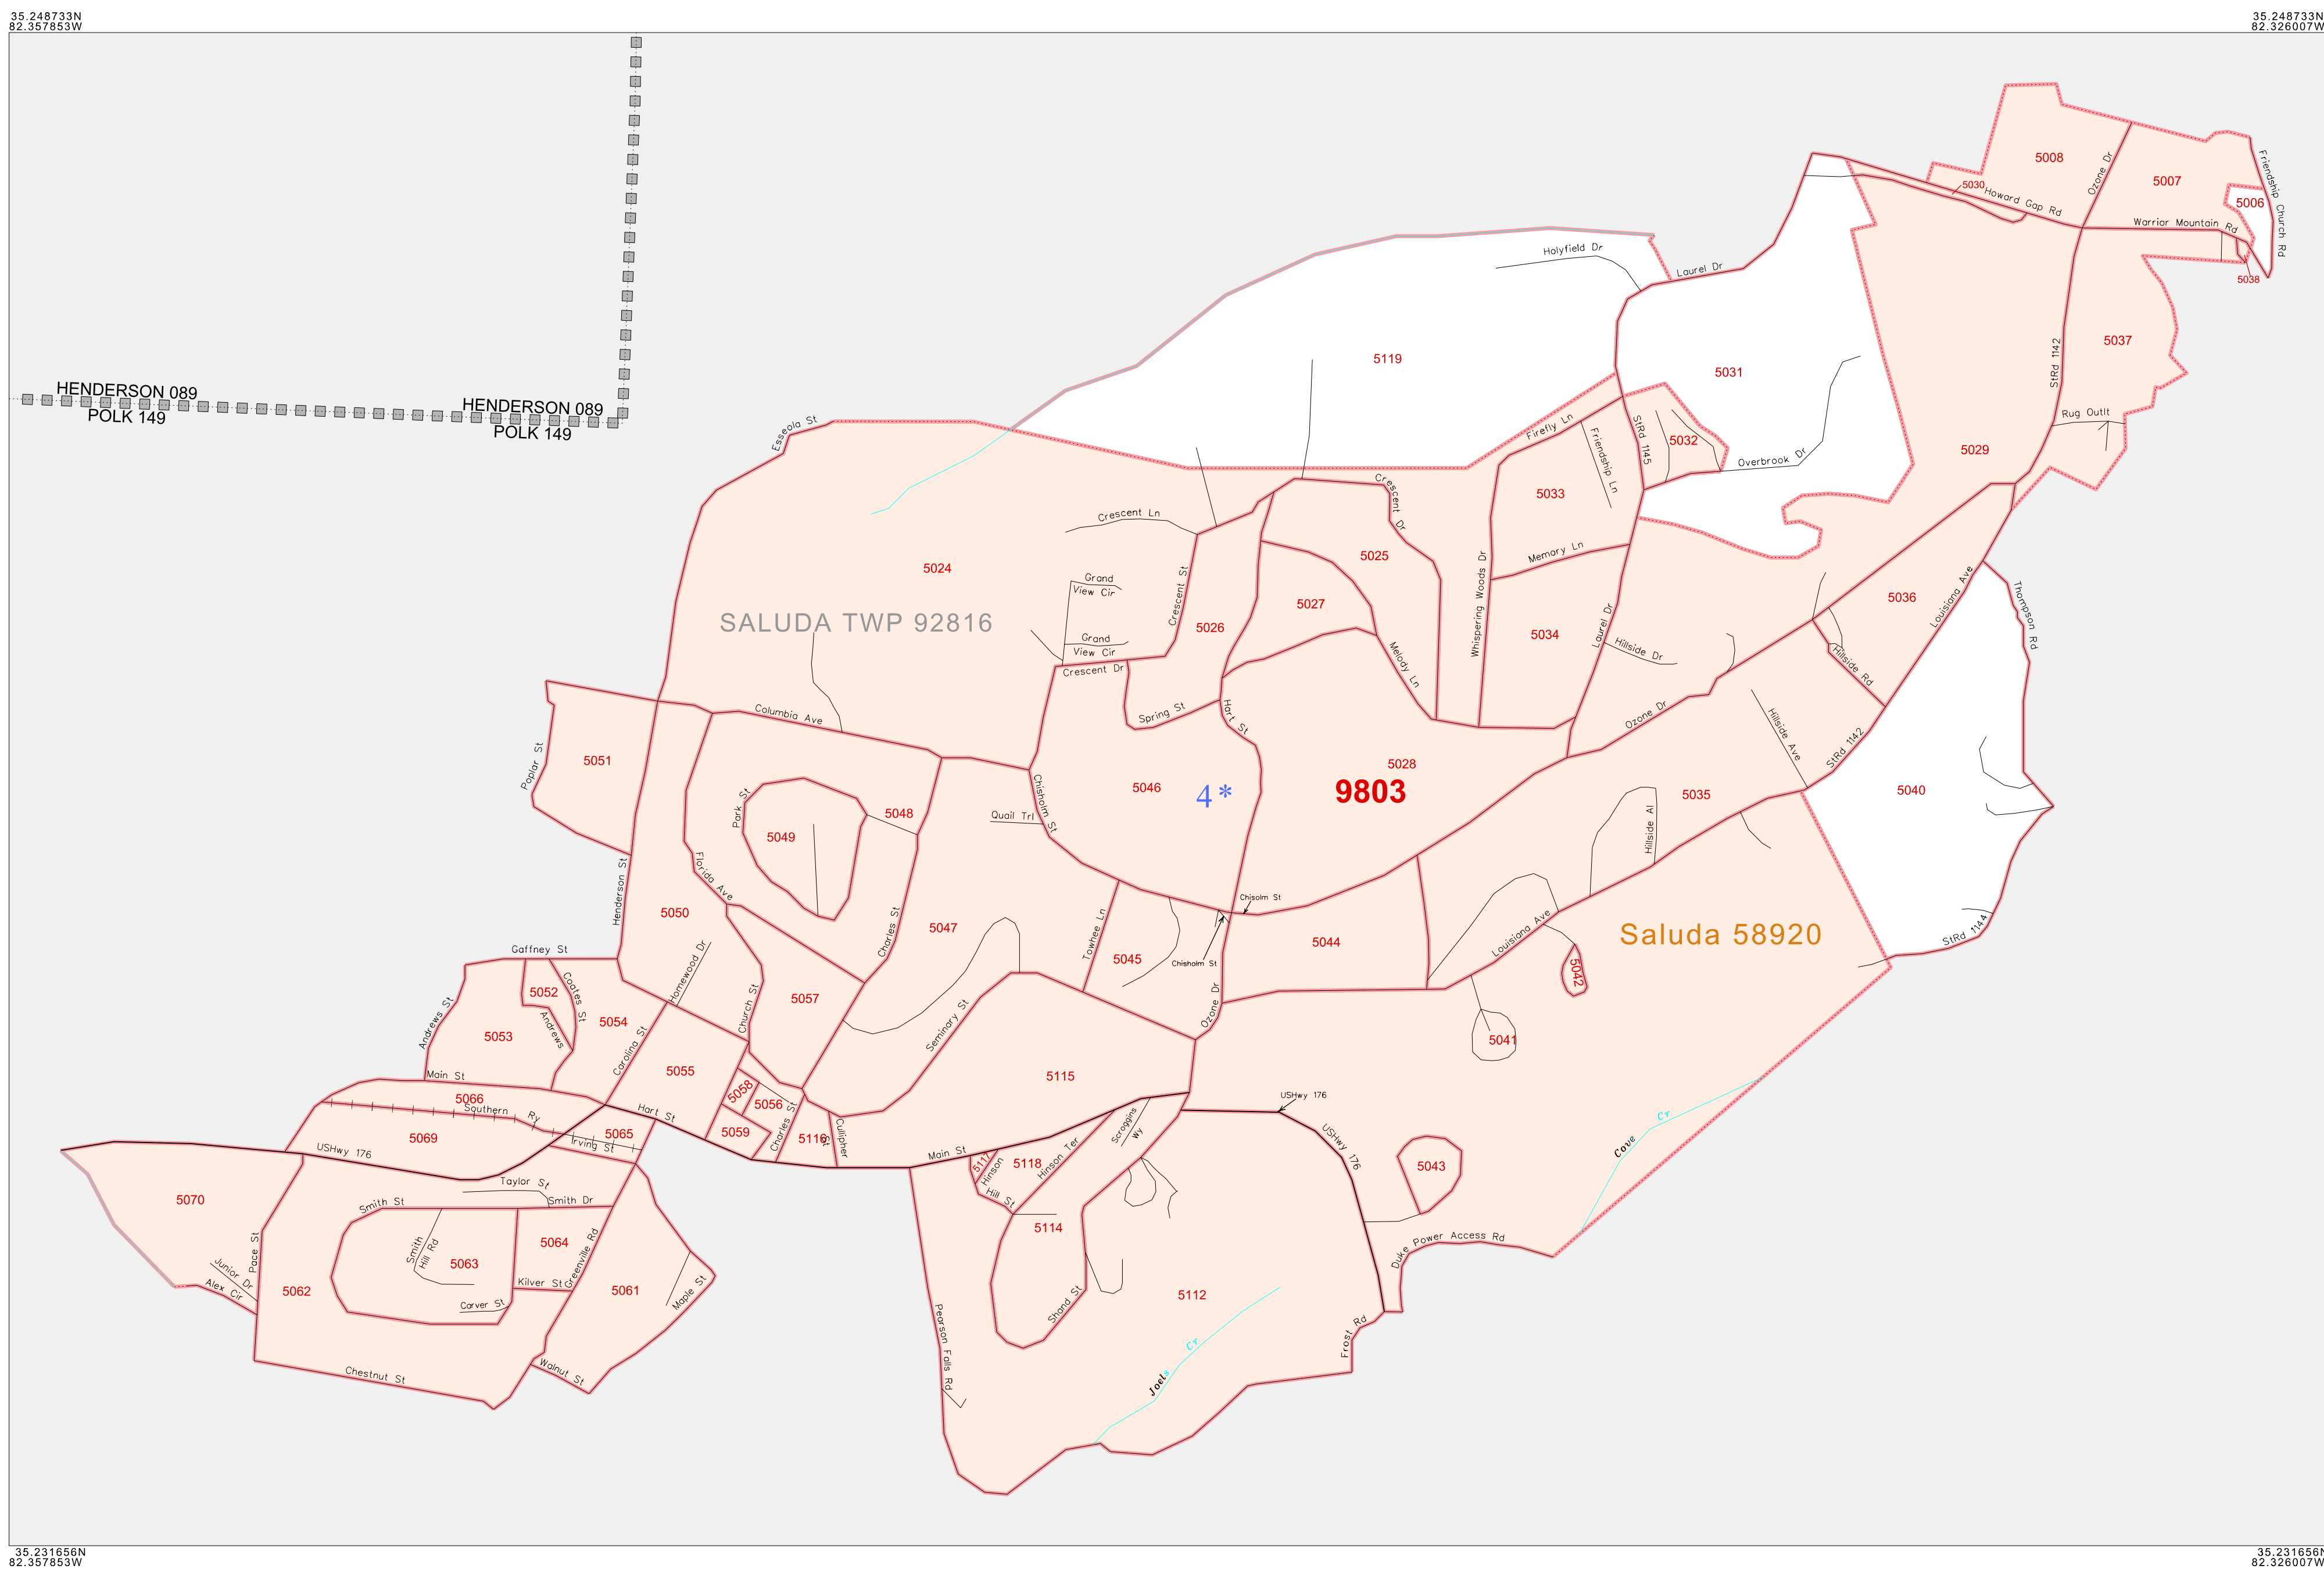 35.248733N
82.357853W
35.248733N
82.326007W
HENDERSON 089
POLK 149
HENDERSON 089
POLK 149
5008
Ozone Dr
5007
Friendship Church Rd
5030
Howard Gap Rd
5006
Warrior Mountain Rd
5038
Holyfield Dr
Laurel Dr
5119
5031
StRd 1142
5037
Esseola St
Firefly Ln
Friendship Ln
StRd 1145
5032
Overbrook Dr
Rug Outlt
5029
Crescent Dr
5033
Crescent Ln
5024
5025
Memory Ln
Whispering Woods Dr
Grand
View Cir
Crescent St
5027
5036
Louisiana Ave
Thompson Rd
SALUDA TWP 92816
5026
5034
Laurel Dr
Hillside Dr
Hillside Rd
Grand
View Cir
Crescent Dr
Melody Ln
Columbia Ave
Spring St
Hart St
Ozone Dr
Hillside Ave
StRd 1142
Poplar St
5051
5028
5046
4*
9803
5035
5040
Park St
5048
5049
Chisholm St
Quail Trl
Hillside Al
Florida Ave
Henderson St
5050
5047
Charles St
Towhee Ln
5045
Chisolm St
Chisholm St
5044
Louisiana Ave
Saluda 58920
StRd 1144
Gaffney St
Homewood Dr
5052
Coates St
5042
5057
Church St
Andrews St
5053
Andrews
5054
Carolina St
Seminary St
Ozone Dr
5041
Main St
5055
5115
5066
Southern Ry
5058
5056
Hart St
USHwy 176
Cove Cr
5069
5065
Irving St
5059
Charles St
5116
Cullipher
St
Scroggins
Wy
USHwy 176
USHwy 176
Main St
5117
5118
Hinson Ter
Hinson
Hill St
5043
5070
Taylor St
Smith St
Smith Dr
5114
Smith
Hill Rd
5064
5063
Greenville Rd
Pace St
Junior Dr
Alex Cir
5062
Kilver St
Carver St
5061
Maple St
Duke Power Access Rd
5112
Shand St
Pearson Falls Rd
Frost Rd
Joels Cr
Walnut St
Chestnut St
35.231656N
82.357853W
35.231656N
82.326007W